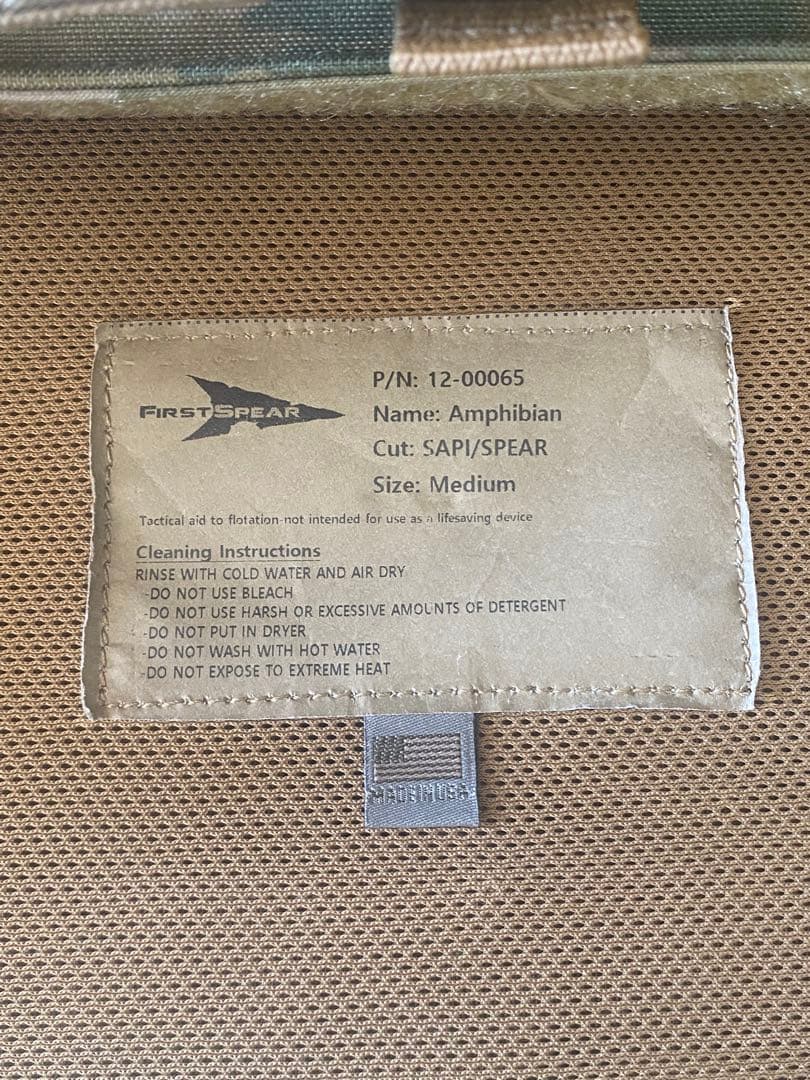 FIRSTSPEAR
P/N: 12-00065
Name: Amphibian
Cut: SAPI/SPEAR
Size: Medium
Tactical aid to flotation-not intended for use as a lifesaving device
Cleaning Instructions
RINSE WITH COLD WATER AND AIR DRY
-DO NOT USE BLEACH
-DO NOT USE HARSH OR EXCESSIVE AMOUNTS OF DETERGENT
-DO NOT PUT IN DRYER
-DO NOT WASH WITH HOT WATER
-DO NOT EXPOSE TO EXTREME HEAT
MADE IN USA